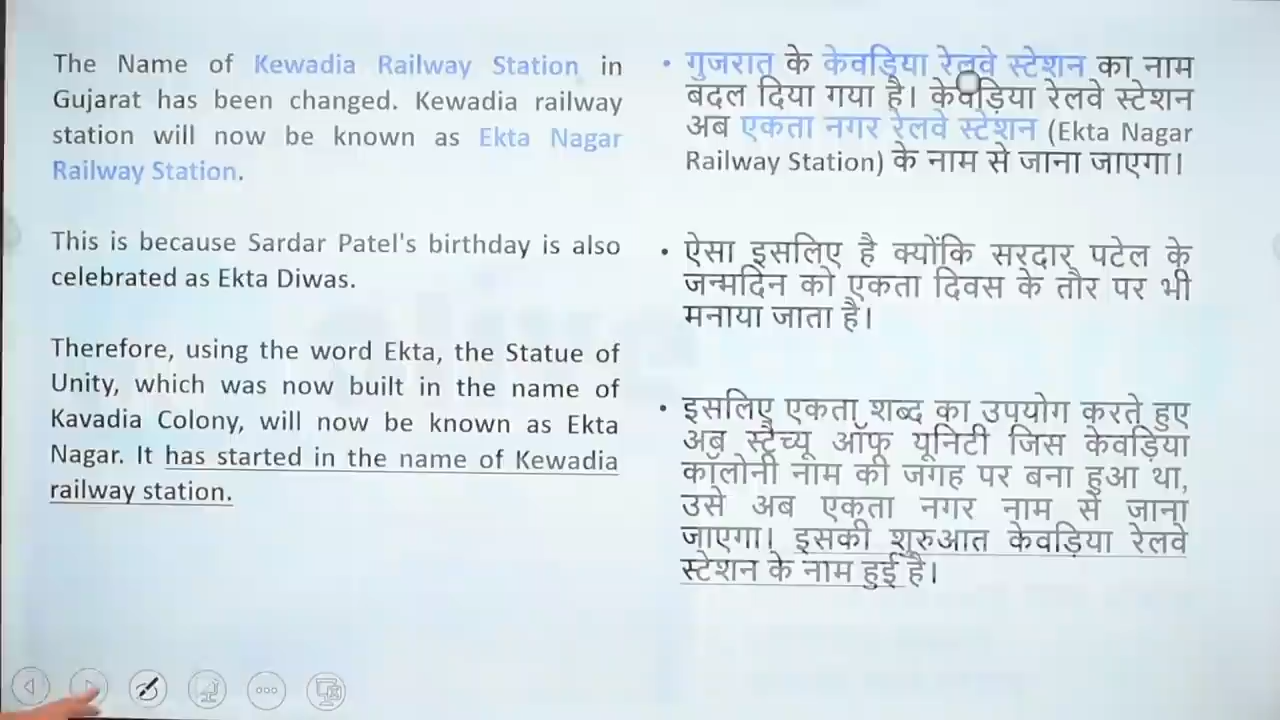 The Name of Kewadia Railway Station in
Gujarat has been changed. Kewadia railway
station will now be known as Ekta Nagar
Railway Station.
This is because Sardar Patel's birthday is also
celebrated as Ekta Diwas.
Therefore, using the word Ekta, the Statue of
Unity, which was now built in the name of
Kavadia Colony, will now be known as Ekta
Nagar. It has started in the name of Kewadia
railway station.
• गुजरात के केवड़िया रेलवे स्टेशन का नाम
बदल दिया गया है। केवड़िया रेलवे स्टेशन
अब एकता नगर रेलवे स्टेशन (Ekta Nagar
Railway Station) के नाम से जाना जाएगा।
• ऐसा इसलिए है क्योंकि सरदार पटेल के
जन्मदिन को एकता दिवस के तौर पर भी
मनाया जाता है।
• इसलिए एकता शब्द का उपयोग करते हुए
अब स्टैच्यू ऑफ यूनिटी जिस केवड़िया
कॉलोनी नाम की जगह पर बना हुआ था,
उसे अब एकता नगर नाम से जाना
जाएगा। इसकी शुरुआत केवड़िया रेलवे
स्टेशन के नाम हुई है।